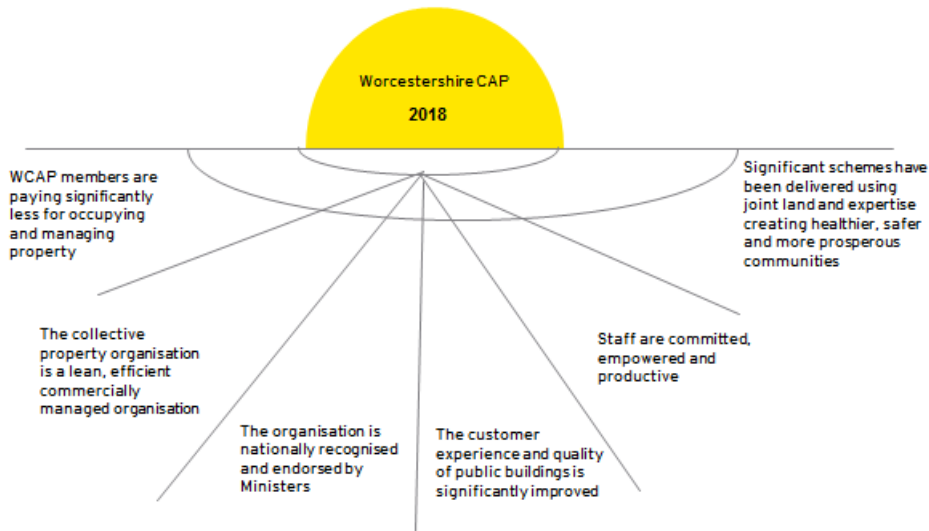 Worcestershire CAP
2018
WCAP members are
paying significantly
less for occupying
and managing
property
Significant schemes have
been delivered using
joint land and expertise
creating healthier, safer
and more prosperous
communities
The collective
property organisation
is a lean, efficient
commercially
managed organisation
Staff are committed,
empowered and
productive
The organisation is
nationally recognised
and endorsed by
Ministers
The customer
experience and quality
of public buildings is
significantly improved